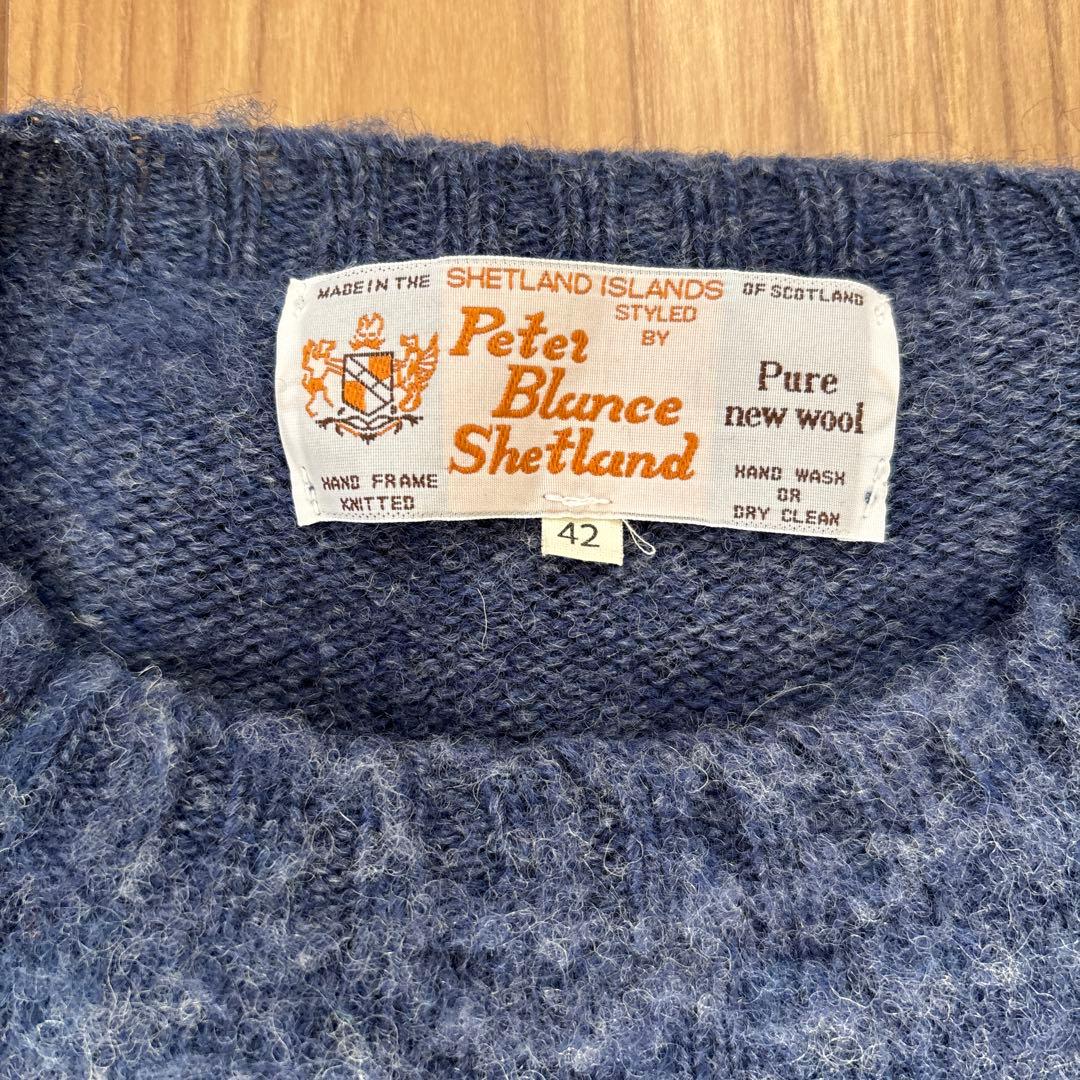 MADE IN THE SHETLAND ISLANDS OF SCOTLAND
STYLED
BY
Peter
Blance
Shetland
Pure
new wool
HAND FRAME
KNITTED
HAND WASH
OR
DRY CLEAN
42